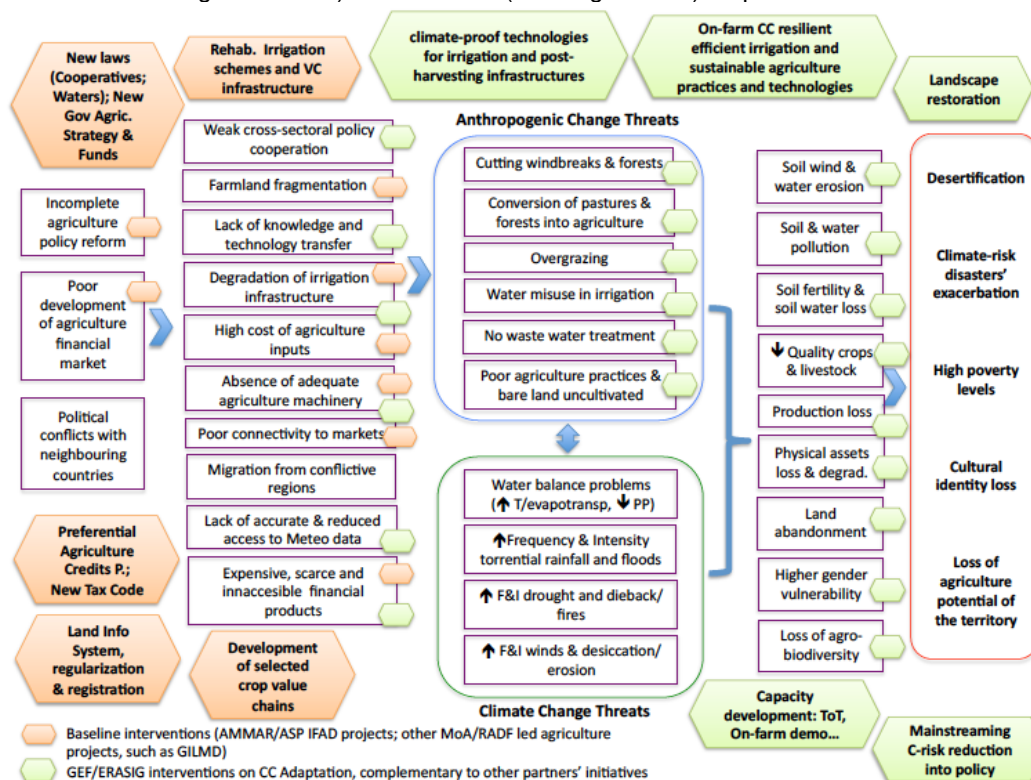 New laws
(Cooperatives;
Waters); New
Gov Agric.
Strategy &
Funds
Rehab. Irrigation
schemes and VC
infrastructure
climate-proof technologies
for irrigation and post-
harvesting infrastructures
On-farm CC resilient
efficient irrigation and
sustainable agriculture
practices and technologies
Landscape
restoration
Incomplete
agriculture
policy reform
Poor
development
of agriculture
financial
market
Political
conflicts with
neighbouring
countries
Weak cross-sectoral policy
cooperation
Farmland fragmentation
Lack of knowledge and
technology transfer
Degradation of irrigation
infrastructure
High cost of agriculture
inputs
Absence of adequate
agriculture machinery
Poor connectivity to markets
Migration from conflictive
regions
Lack of accurate & reduced
access to Meteo data
Expensive, scarce and
innaccesible financial
products
Anthropogenic Change Threats
Cutting windbreaks & forests
Conversion of pastures &
forests into agriculture
Overgrazing
Water misuse in irrigation
No waste water treatment
Poor agriculture practices &
bare land uncultivated
Water balance problems
(↑ T/evapotransp, ↓ PP)
↑Frequency & Intensity
torrential rainfall and floods
↑ F&I drought and dieback/
fires
↑ F&I winds & desiccation/
erosion
Climate Change Threats
Soil wind &
water erosion
Soil & water
pollution
Soil fertility &
soil water loss
↓ Quality crops
& livestock
Production loss
Physical assets
loss & degrad.
Land
abandonment
Higher gender
vulnerability
Loss of agro-
biodiversity
Desertification
Climate-risk
disasters’
exacerbation
High poverty
levels
Cultural
identity loss
Loss of
agriculture
potential of
the territory
Preferential
Agriculture
Credits P.;
New Tax Code
Land Info
System,
regularization
& registration
Development
of selected
crop value
chains
Capacity
development: ToT,
On-farm demo...
Mainstreaming
C-risk reduction
into policy
Baseline interventions (AMMAR/ASP IFAD projects; other MoA/RADF led agriculture
projects, such as GILMD)
GEF/ERASIG interventions on CC Adaptation, complementary to other partners’ initiatives